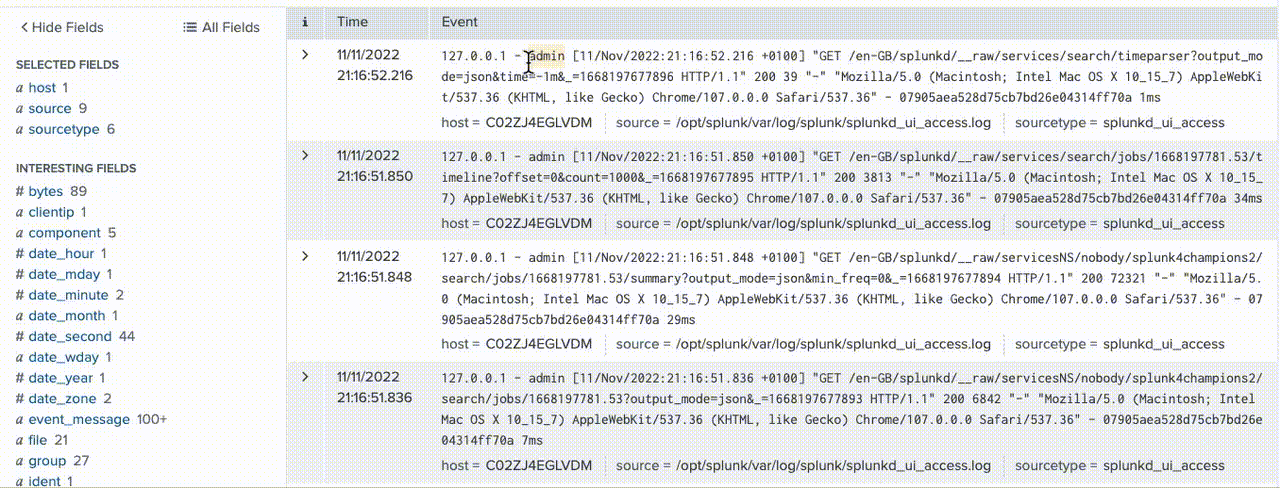 Hide Fields
All Fields
SELECTED FIELDS
a host 1
a source 9
a sourcetype 6
INTERESTING FIELDS
# bytes 89
a clientip 1
a component 5
# date_hour 1
# date_mday 1
# date_minute 2
a date_month 1
# date_second 44
a date_wday 1
# date_year 1
# date_zone 2
a event_message 100+
a file 21
a group 27
a ident 1
i Time Event
11/11/2022
21:16:52.216
127.0.0.1 - admin [11/Nov/2022:21:16:52.216 +0100] "GET /en-GB/splunkd/__raw/services/search/timeparser?output_mo
de=json&time=-1m&_=1668197677896 HTTP/1.1" 200 39 "-" "Mozilla/5.0 (Macintosh; Intel Mac OS X 10_15_7) AppleWebKi
t/537.36 (KHTML, like Gecko) Chrome/107.0.0.0 Safari/537.36" - 07905aea528d75cb7bd26e04314ff70a 1ms
host = C02ZJ4EGLVDM source = /opt/splunk/var/log/splunk/splunkd_ui_access.log sourcetype = splunkd_ui_access
11/11/2022
21:16:51.850
127.0.0.1 - admin [11/Nov/2022:21:16:51.850 +0100] "GET /en-GB/splunkd/__raw/services/search/jobs/1668197781.53/t
imeline?offset=0&count=1000&_=1668197677895 HTTP/1.1" 200 3813 "-" "Mozilla/5.0 (Macintosh; Intel Mac OS X 10_15_
7) AppleWebKit/537.36 (KHTML, like Gecko) Chrome/107.0.0.0 Safari/537.36" - 07905aea528d75cb7bd26e04314ff70a 34ms
host = C02ZJ4EGLVDM source = /opt/splunk/var/log/splunk/splunkd_ui_access.log sourcetype = splunkd_ui_access
11/11/2022
21:16:51.848
127.0.0.1 - admin [11/Nov/2022:21:16:51.848 +0100] "GET /en-GB/splunkd/__raw/servicesNS/nobody/splunk4champions2/
search/jobs/1668197781.53/summary?output_mode=json&min_freq=0&_=1668197677894 HTTP/1.1" 200 72321 "-" "Mozilla/5.
0 (Macintosh; Intel Mac OS X 10_15_7) AppleWebKit/537.36 (KHTML, like Gecko) Chrome/107.0.0.0 Safari/537.36" - 07
905aea528d75cb7bd26e04314ff70a 29ms
host = C02ZJ4EGLVDM source = /opt/splunk/var/log/splunk/splunkd_ui_access.log sourcetype = splunkd_ui_access
11/11/2022
21:16:51.836
127.0.0.1 - admin [11/Nov/2022:21:16:51.836 +0100] "GET /en-GB/splunkd/__raw/servicesNS/nobody/splunk4champions2/
search/jobs/1668197781.53?output_mode=json&_=1668197677893 HTTP/1.1" 200 6842 "-" "Mozilla/5.0 (Macintosh; Intel
Mac OS X 10_15_7) AppleWebKit/537.36 (KHTML, like Gecko) Chrome/107.0.0.0 Safari/537.36" - 07905aea528d75cb7bd26e
04314ff70a 7ms
host = C02ZJ4EGLVDM source = /opt/splunk/var/log/splunk/splunkd_ui_access.log sourcetype = splunkd_ui_access